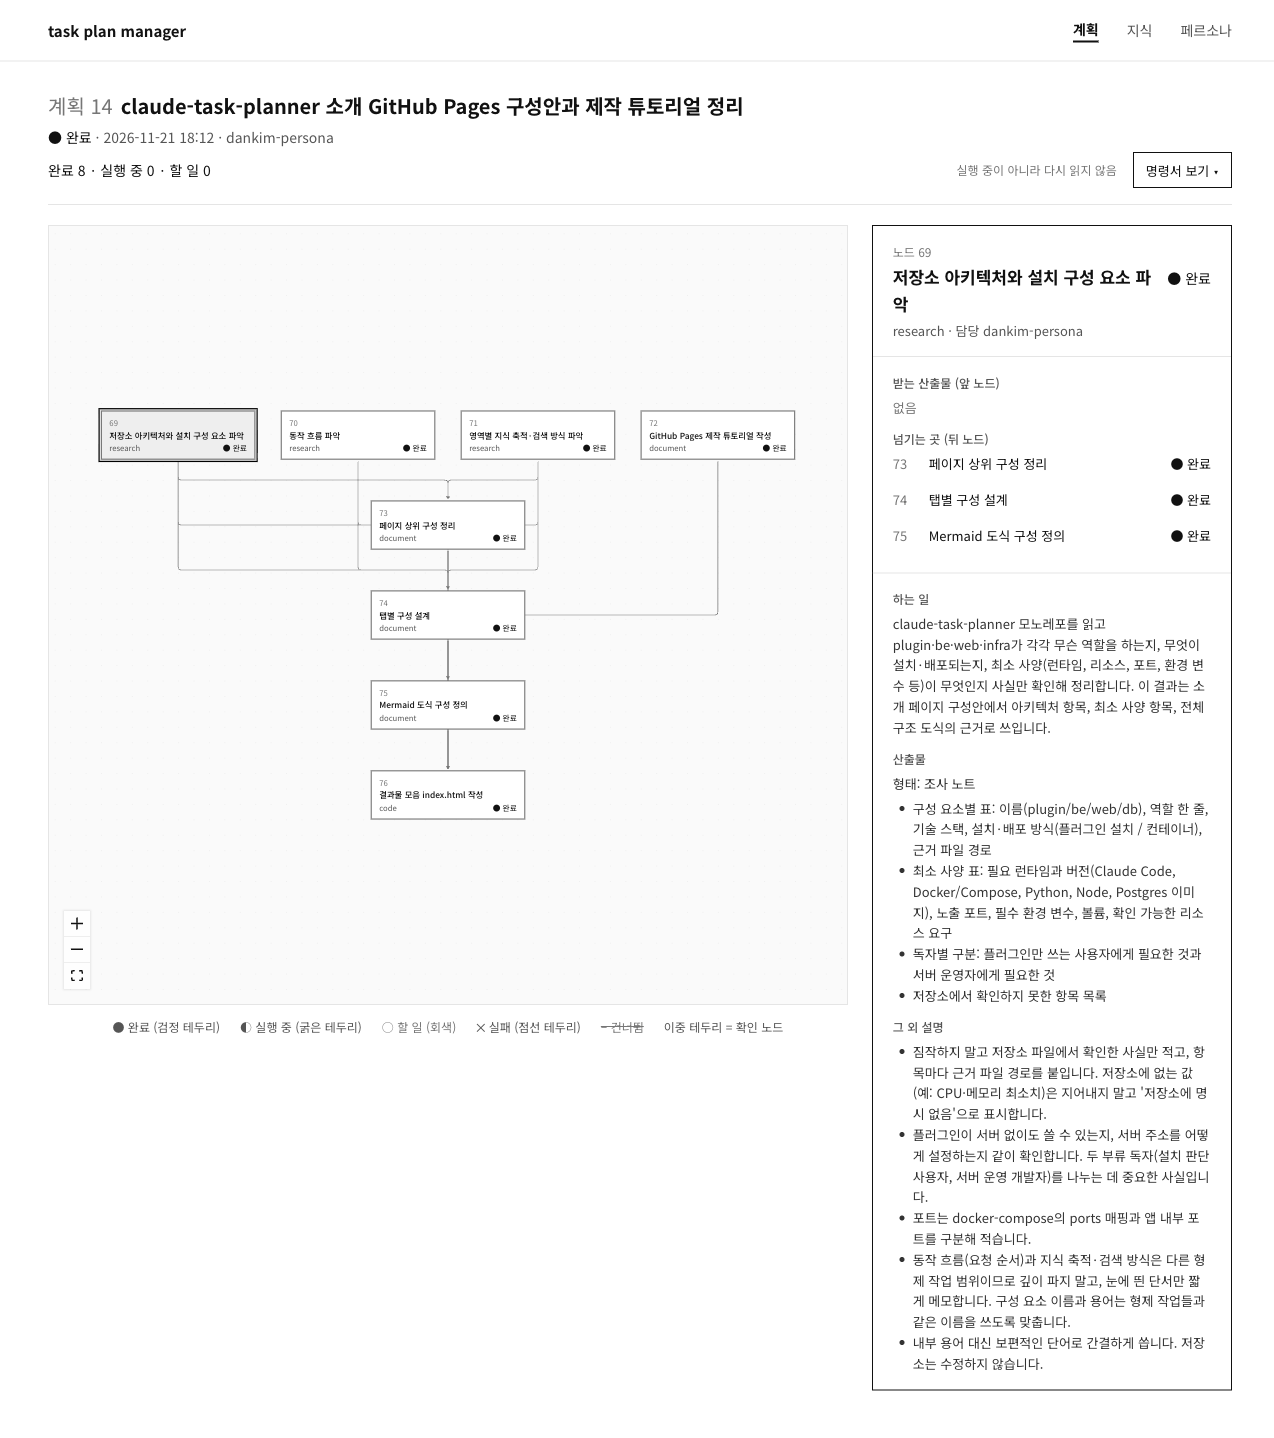 task plan manager
계획
지식
페르소나
계획 14 claude-task-planner 소개 GitHub Pages 구성안과 제작 튜토리얼 정리
● 완료 · 2026-11-21 18:12 · dankim-persona
완료 8 · 실행 중 0 · 할 일 0
실행 중이 아니라 다시 읽지 않음
명령서 보기 ▾
69
저장소 아키텍처와 설치 구성 요소 파악
research
● 완료
70
동작 흐름 파악
research
● 완료
71
영역별 지식 축적·검색 방식 파악
research
● 완료
72
GitHub Pages 제작 튜토리얼 작성
document
● 완료
73
페이지 상위 구성 정리
document
● 완료
74
탭별 구성 설계
document
● 완료
75
Mermaid 도식 구성 정의
document
● 완료
76
결과물 모음 index.html 작성
code
● 완료
● 완료 (검정 테두리)
◐ 실행 중 (굵은 테두리)
○ 할 일 (회색)
× 실패 (점선 테두리)
– 건너뜀
이중 테두리 = 확인 노드
노드 69
저장소 아키텍처와 설치 구성 요소 파
악
● 완료
research · 담당 dankim-persona
받는 산출물 (앞 노드)
없음
넘기는 곳 (뒤 노드)
73 페이지 상위 구성 정리 ● 완료
74 탭별 구성 설계 ● 완료
75 Mermaid 도식 구성 정의 ● 완료
하는 일
claude-task-planner 모노레포를 읽고
plugin·be·web·infra가 각각 무슨 역할을 하는지, 무엇이
설치·배포되는지, 최소 사양(런타임, 리소스, 포트, 환경 변
수 등)이 무엇인지 사실만 확인해 정리합니다. 이 결과는 소
개 페이지 구성안에서 아키텍처 항목, 최소 사양 항목, 전체
구조 도식의 근거로 쓰입니다.
산출물
형태: 조사 노트
● 구성 요소별 표: 이름(plugin/be/web/db), 역할 한 줄,
기술 스택, 설치·배포 방식(플러그인 설치 / 컨테이너),
근거 파일 경로
● 최소 사양 표: 필요 런타임과 버전(Claude Code,
Docker/Compose, Python, Node, Postgres 이미
지), 노출 포트, 필수 환경 변수, 볼륨, 확인 가능한 리소
스 요구
● 독자별 구분: 플러그인만 쓰는 사용자에게 필요한 것과
서버 운영자에게 필요한 것
● 저장소에서 확인하지 못한 항목 목록
그 외 설명
● 짐작하지 말고 저장소 파일에서 확인한 사실만 적고, 항
목마다 근거 파일 경로를 붙입니다. 저장소에 없는 값
(예: CPU·메모리 최소치)은 지어내지 말고 '저장소에 명
시 없음'으로 표시합니다.
● 플러그인이 서버 없이도 쓸 수 있는지, 서버 주소를 어떻
게 설정하는지 같이 확인합니다. 두 부류 독자(설치 판단
사용자, 서버 운영 개발자)를 나누는 데 중요한 사실입니
다.
● 포트는 docker-compose의 ports 매핑과 앱 내부 포
트를 구분해 적습니다.
● 동작 흐름(요청 순서)과 지식 축적·검색 방식은 다른 형
제 작업 범위이므로 깊이 파지 말고, 눈에 띈 단서만 짧
게 메모합니다. 구성 요소 이름과 용어는 형제 작업들과
같은 이름을 쓰도록 맞춥니다.
● 내부 용어 대신 보편적인 단어로 간결하게 씁니다. 저장
소는 수정하지 않습니다.